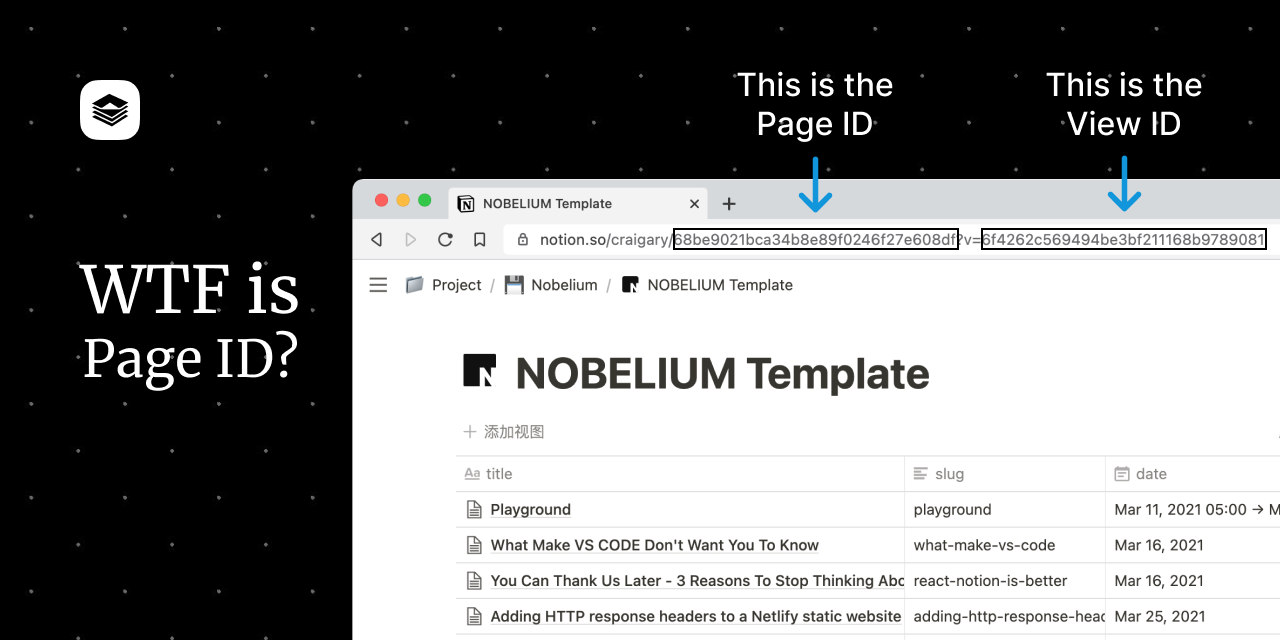 This is the
Page ID
This is the
View ID
WTF is
Page ID?
NOBELIUM Template
notion.so/craigary/68be9021bca34b8e89f0246f27e608df?v=6f4262c569494be3bf211168b9789081
Project / Nobelium / NOBELIUM Template
NOBELIUM Template
+ 添加视图
Aa title slug date
Playground playground Mar 11, 2021 05:00 → M
What Make VS CODE Don't Want You To Know what-make-vs-code Mar 16, 2021
You Can Thank Us Later - 3 Reasons To Stop Thinking Abo react-notion-is-better Mar 16, 2021
Adding HTTP response headers to a Netlify static website adding-http-response-head Mar 25, 2021